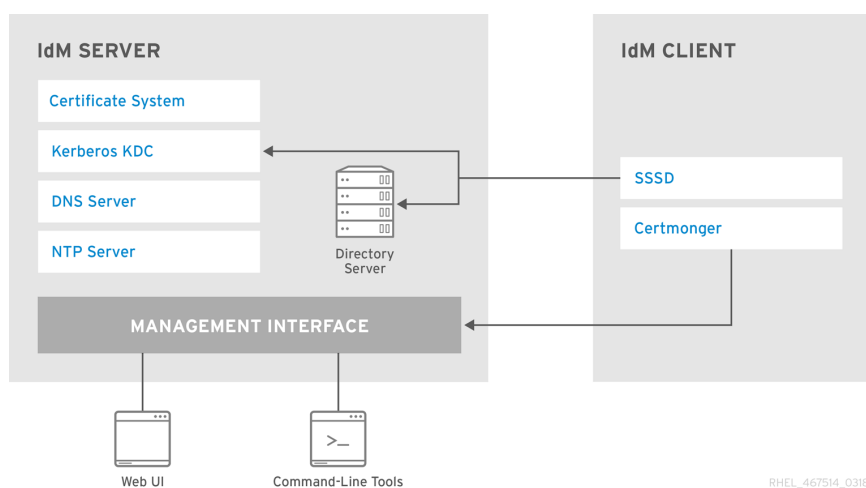 IdM SERVER
Certificate System
Kerberos KDC
DNS Server
NTP Server
Directory
Server
MANAGEMENT INTERFACE
Web UI
>_
Command-Line Tools
IdM CLIENT
SSSD
Certmonger